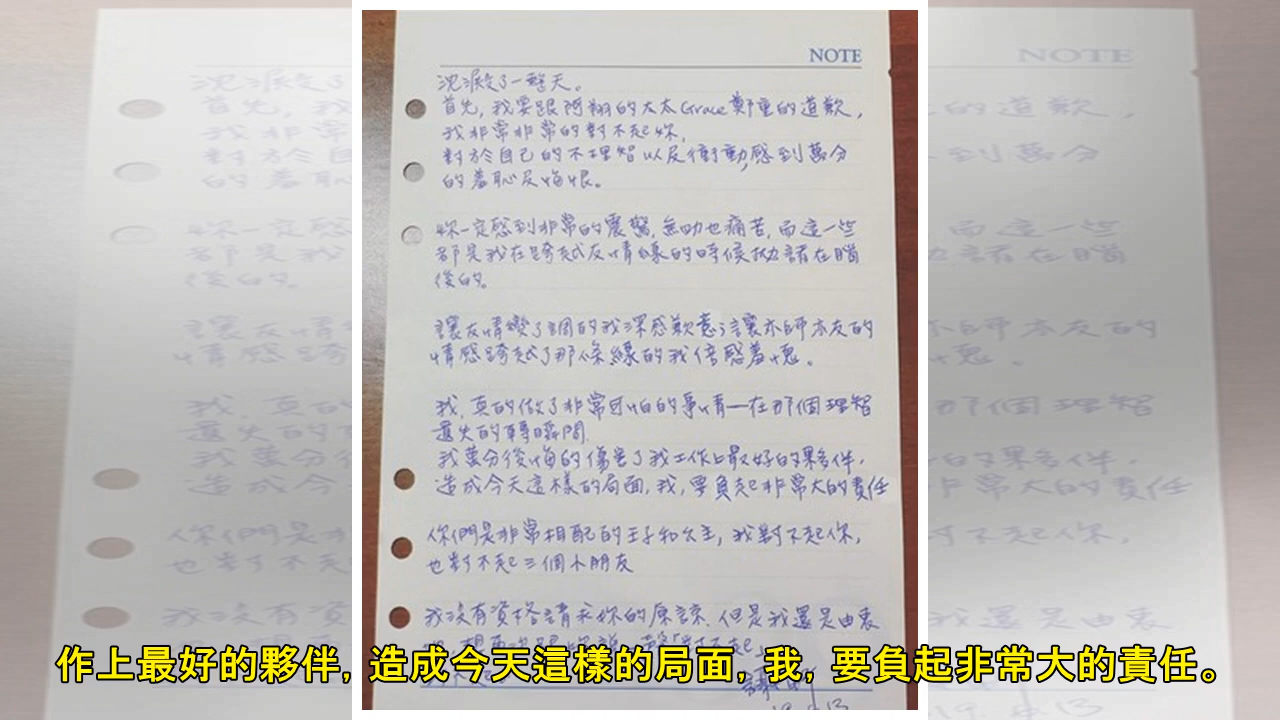 NOTE
沈澱了一整天。
首先,我要跟阿翔的太太Grace鄭重的道歉,
我非常非常的對不起妳,
對於自己的不理智以及衝動,感到萬分
的羞恥及悔恨。
妳一定感到非常的震驚,無助也痛苦,而這一些
都是我在跨越友情線的時候拋諸在腦
後的。
讓友情變了調的我深感歉意;讓亦師亦友的
情感跨越了那條線的我倍感羞愧。
我,真的做了非常可怕的事情—在那個理智
遺失的轉瞬間.
我萬分後悔的傷害了我工作上最好的夥伴,
造成今天這樣的局面,我,要負起非常大的責任
你們是非常相配的王子和公主,我對不起你,
也對不起三個小朋友
我沒有資格請求妳的原諒.但是我還是由衷
作上最好的夥伴, 造成今天這樣的局面, 我, 要負起非常大的責任。